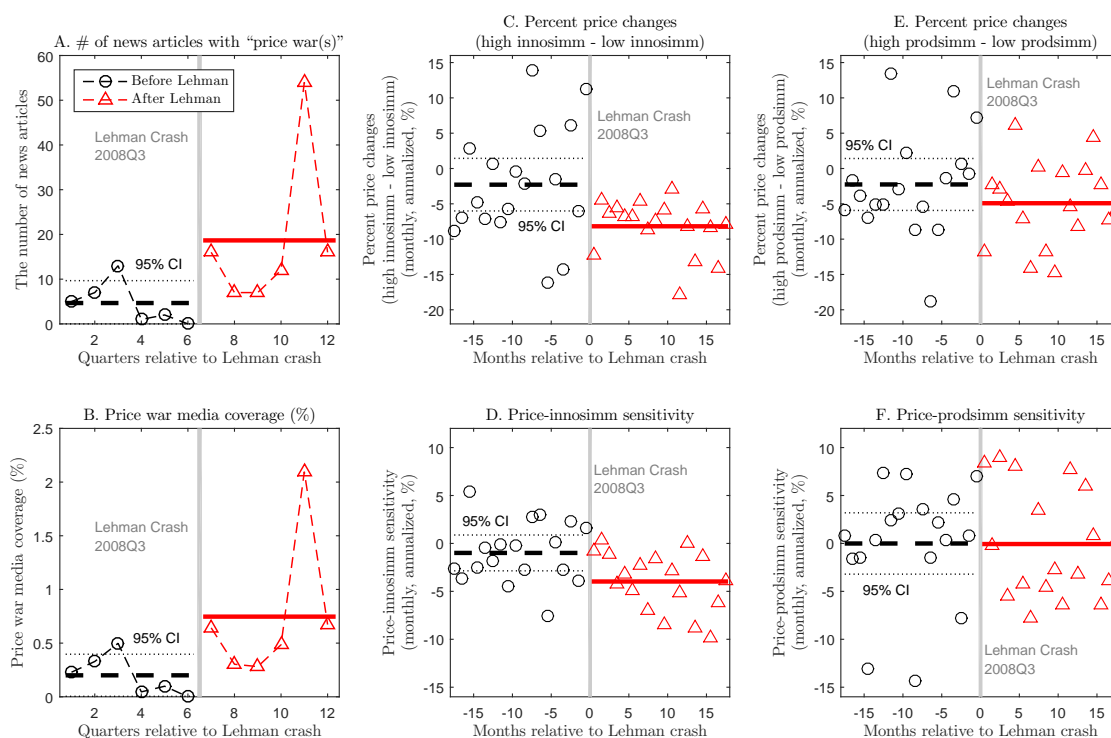 A. # of news articles with “price war(s)”
60
50
40
30
20
10
0
The number of news articles
Before Lehman
After Lehman
Lehman Crash
2008Q3
95% CI
2 4 6 8 10 12
Quarters relative to Lehman crash
C. Percent price changes
(high innosimm - low innosimm)
15
10
5
0
-5
-10
-15
-20
Percent price changes
(high innosimm - low innosimm)
(monthly, annualized, %)
Lehman Crash
2008Q3
95% CI
-15 -10 -5 0 5 10 15
Months relative to Lehman crash
E. Percent price changes
(high prodsimm - low prodsimm)
15
10
5
0
-5
-10
-15
-20
Percent price changes
(high prodsimm - low prodsimm)
(monthly, annualized, %)
Lehman Crash
2008Q3
95% CI
-15 -10 -5 0 5 10 15
Months relative to Lehman crash
B. Price war media coverage (%)
2.5
2
1.5
1
0.5
0
Price war media coverage (%)
Lehman Crash
2008Q3
95% CI
2 4 6 8 10 12
Quarters relative to Lehman crash
D. Price-innosimm sensitivity
10
5
0
-5
-10
-15
Price-innosimm sensitivity
(monthly, annualized, %)
Lehman Crash
2008Q3
95% CI
-15 -10 -5 0 5 10 15
Months relative to Lehman crash
F. Price-prodsimm sensitivity
10
5
0
-5
-10
-15
Price-prodsimm sensitivity
(monthly, annualized, %)
95% CI
Lehman Crash
2008Q3
-15 -10 -5 0 5 10 15
Months relative to Lehman crash